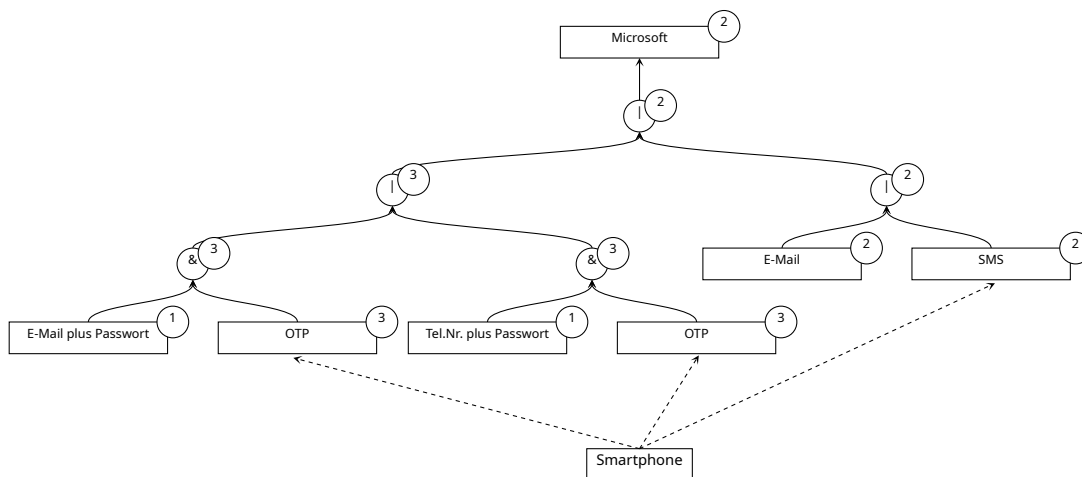 2
Microsoft
| 2
| 3
| 2
& 3
& 3
E-Mail 2
SMS 2
E-Mail plus Passwort 1
OTP 3
Tel.Nr. plus Passwort 1
OTP 3
Smartphone